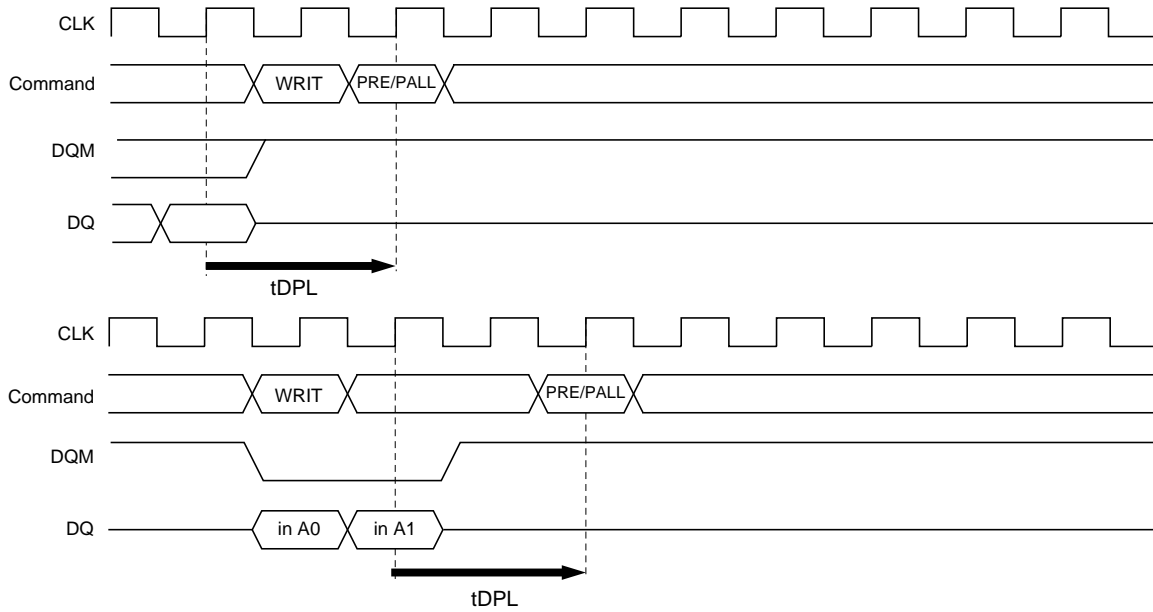 CLK
Command WRIT PRE/PALL
DQM
DQ
tDPL
CLK
Command WRIT PRE/PALL
DQM
DQ in A0 in A1
tDPL